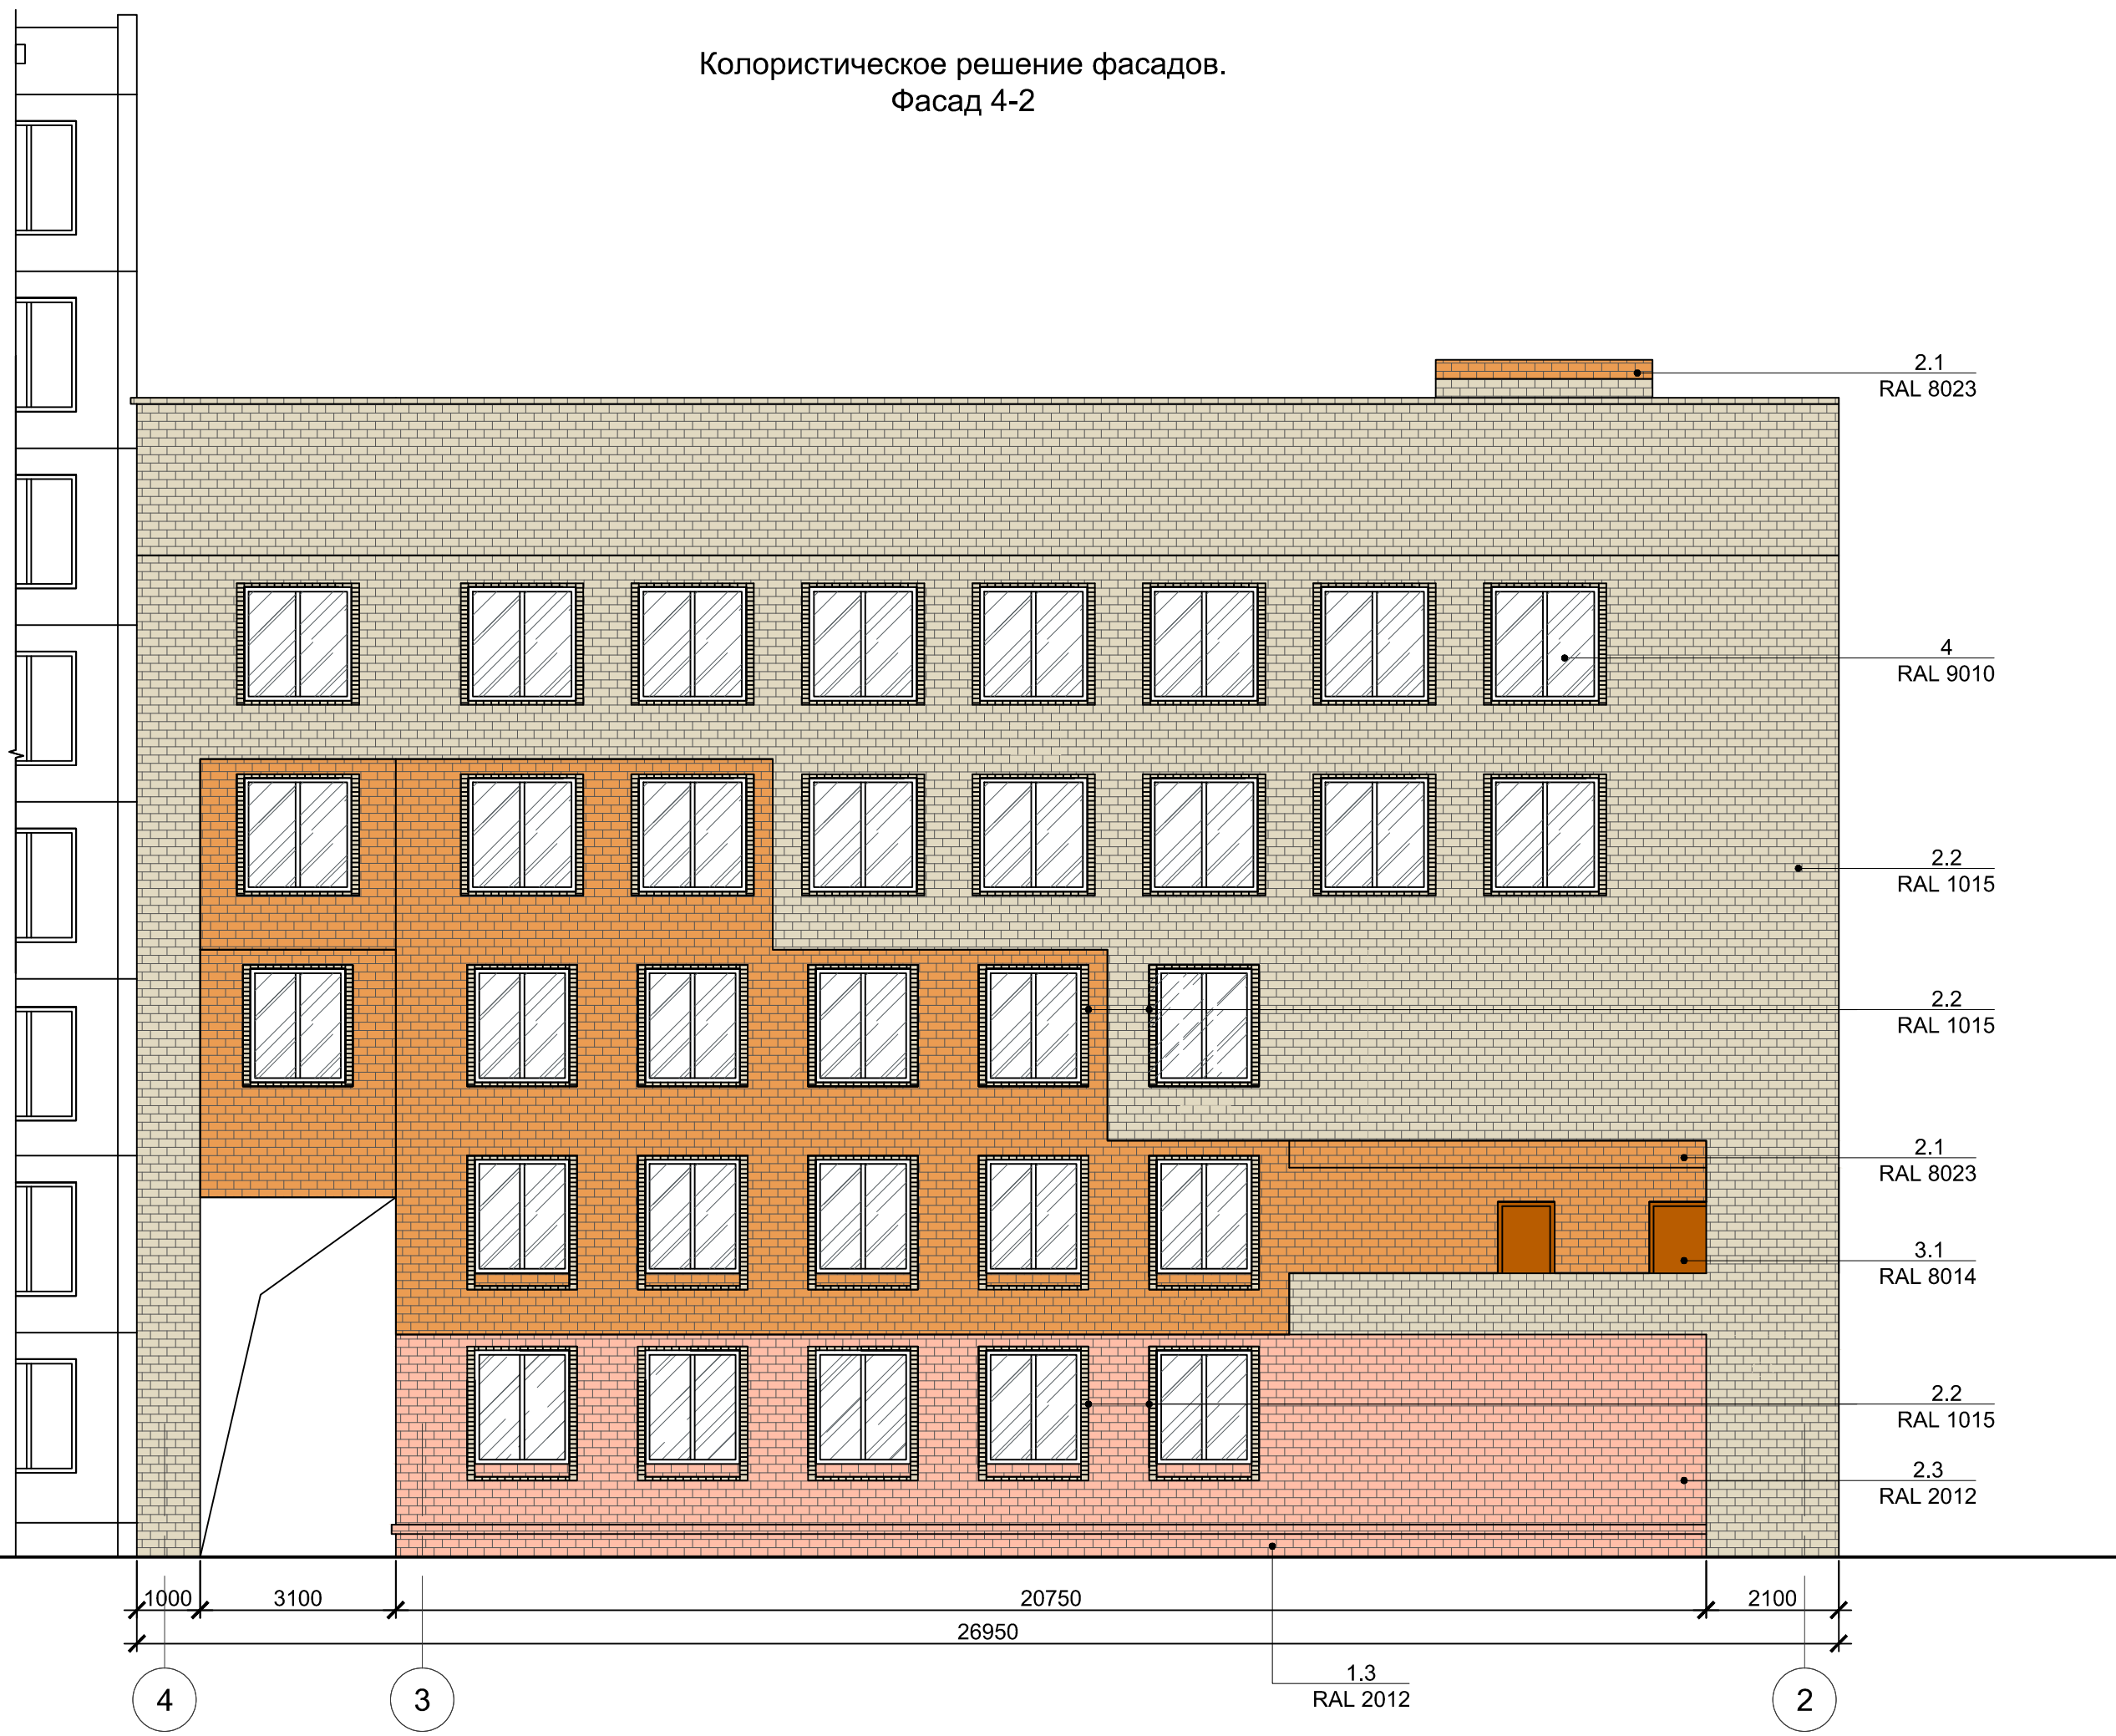 Колористическое решение фасадов.
Фасад 4-2
2.1
RAL 8023
4
RAL 9010
2.2
RAL 1015
2.2
RAL 1015
2.1
RAL 8023
3.1
RAL 8014
2.2
RAL 1015
2.3
RAL 2012
1000
3100
20750
2100
26950
1.3
RAL 2012
4
3
2